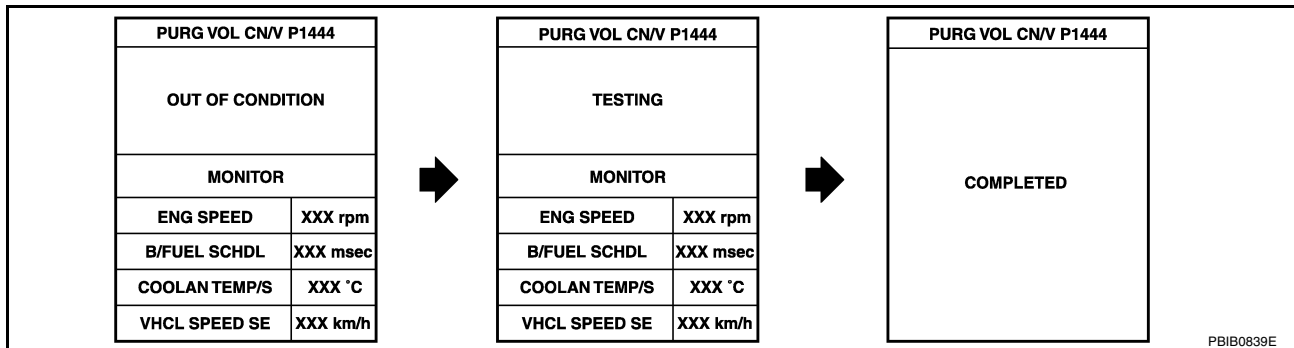 PURG VOL CN/V P1444
OUT OF CONDITION
MONITOR
ENG SPEED XXX rpm
B/FUEL SCHDL XXX msec
COOLAN TEMP/S XXX °C
VHCL SPEED SE XXX km/h
PURG VOL CN/V P1444
TESTING
MONITOR
ENG SPEED XXX rpm
B/FUEL SCHDL XXX msec
COOLAN TEMP/S XXX °C
VHCL SPEED SE XXX km/h
PURG VOL CN/V P1444
COMPLETED
PBIB0839E